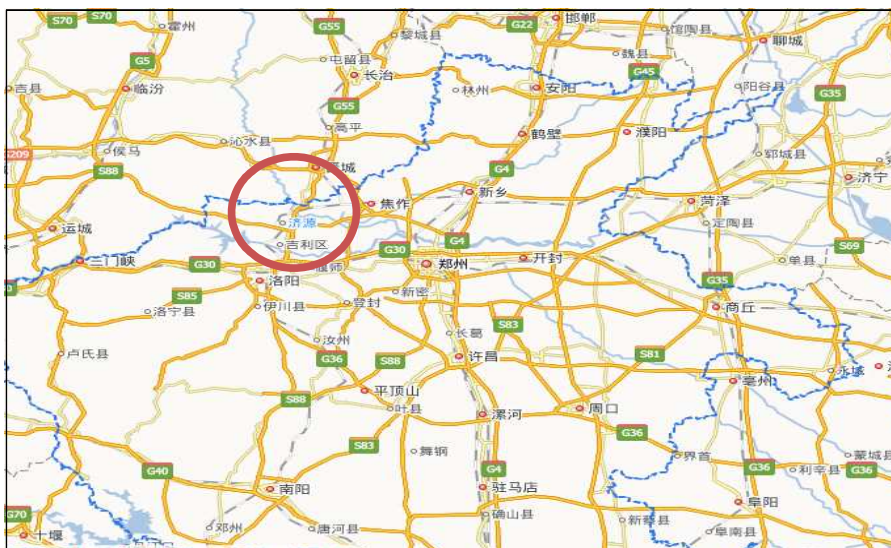 S70
S70
霍州
G55
黎城县
G22
邯郸
馆陶县
聊城
G5
屯留县
长治
魏县
G45
阳谷县
吉县
临汾
G55
林州
安阳
G35
高平
鹤壁
濮阳
沁水县
郓城县
G209
侯马
S88
G4
济宁
新乡
焦作
菏泽
济源
定陶县
运城
吉利区
G4
S69
三门峡
G30
G30
郑州
开封
单县
偃师
洛阳
G35
S85
新密
洛宁县
伊川县
登封
商丘
S83
长葛
汝州
卢氏县
许昌
S81
G36
S88
永城
亳州
平顶山
S88
叶县
漯河
周口
G36
S83
舞钢
界首
蒙城县
G40
G4
G36
利辛县
G36
南阳
驻马店
阜阳
G70
确山县
邓州
唐河县
新蔡县
阜南县
十堰